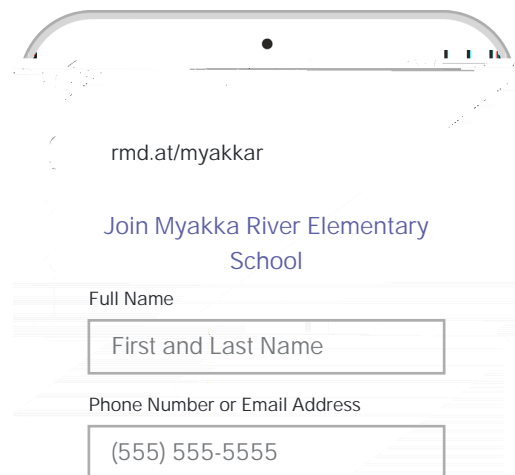 rmd.at/myakkar
Join Myakka River Elementary
School
Full Name
First and Last Name
Phone Number or Email Address
(555) 555-5555